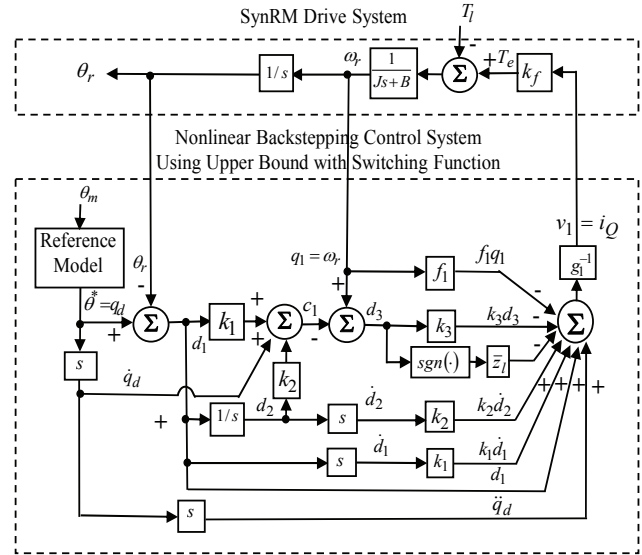 SynRM Drive System
T_l
-
θ_r
1/s
ω_r
1
Js+B
Σ
+
T_e
k_f
Nonlinear Backstepping Control System
Using Upper Bound with Switching Function
θ_m
v_1 = i_Q
Reference
Model
θ_r
q_1 = ω_r
f_1
f_1q_1
g_1^{-1}
-
+
-
θ^* = q_d
+
Σ
d_1
k_1
+
+
Σ
c_1
-
Σ
d_3
k_3
k_3d_3
-
Σ
s
q̇_d
k_2
sgn(·)
z̄_l
-
++++
+
1/s
d_2
s
ḋ_2
k_2
k_2ḋ_2
s
ḋ_1
k_1
k_1ḋ_1
d_1
s
q̈_d